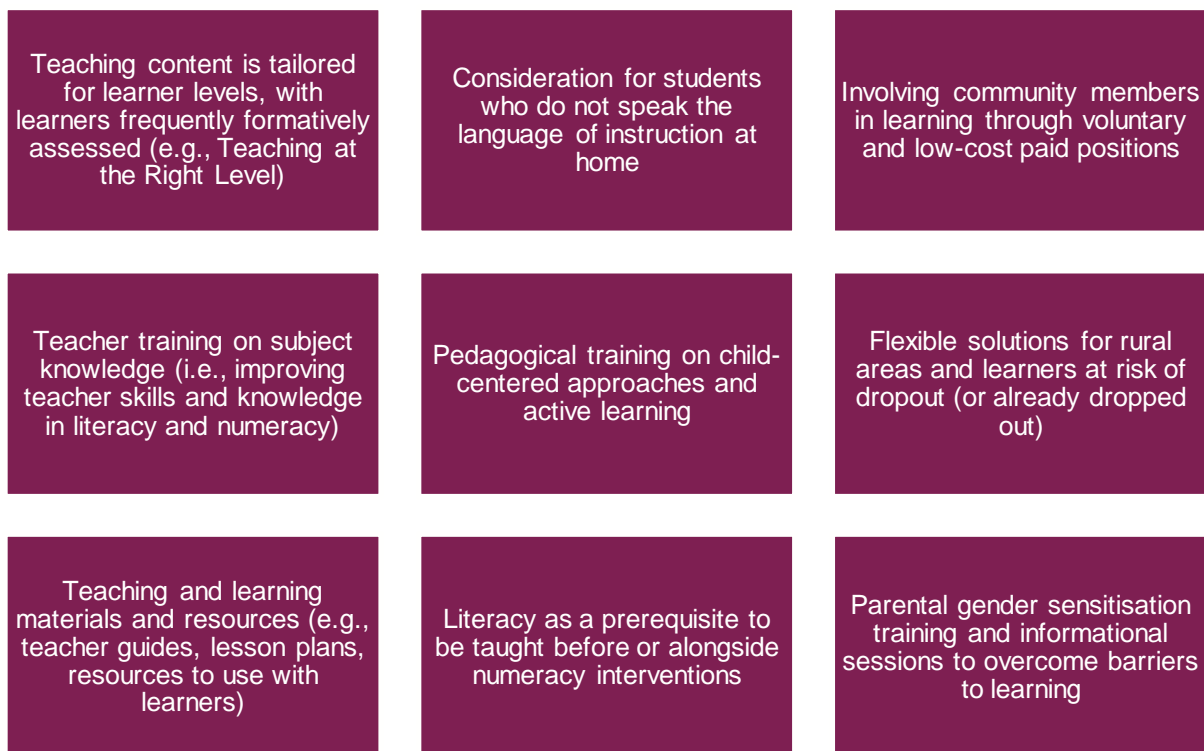 Teaching content is tailored
for learner levels, with
learners frequently formatively
assessed (e.g., Teaching at
the Right Level)
Consideration for students
who do not speak the
language of instruction at
home
Involving community members
in learning through voluntary
and low-cost paid positions
Teacher training on subject
knowledge (i.e., improving
teacher skills and knowledge
in literacy and numeracy)
Pedagogical training on child-
centered approaches and
active learning
Flexible solutions for rural
areas and learners at risk of
dropout (or already dropped
out)
Teaching and learning
materials and resources (e.g.,
teacher guides, lesson plans,
resources to use with
learners)
Literacy as a prerequisite to
be taught before or alongside
numeracy interventions
Parental gender sensitisation
training and informational
sessions to overcome barriers
to learning